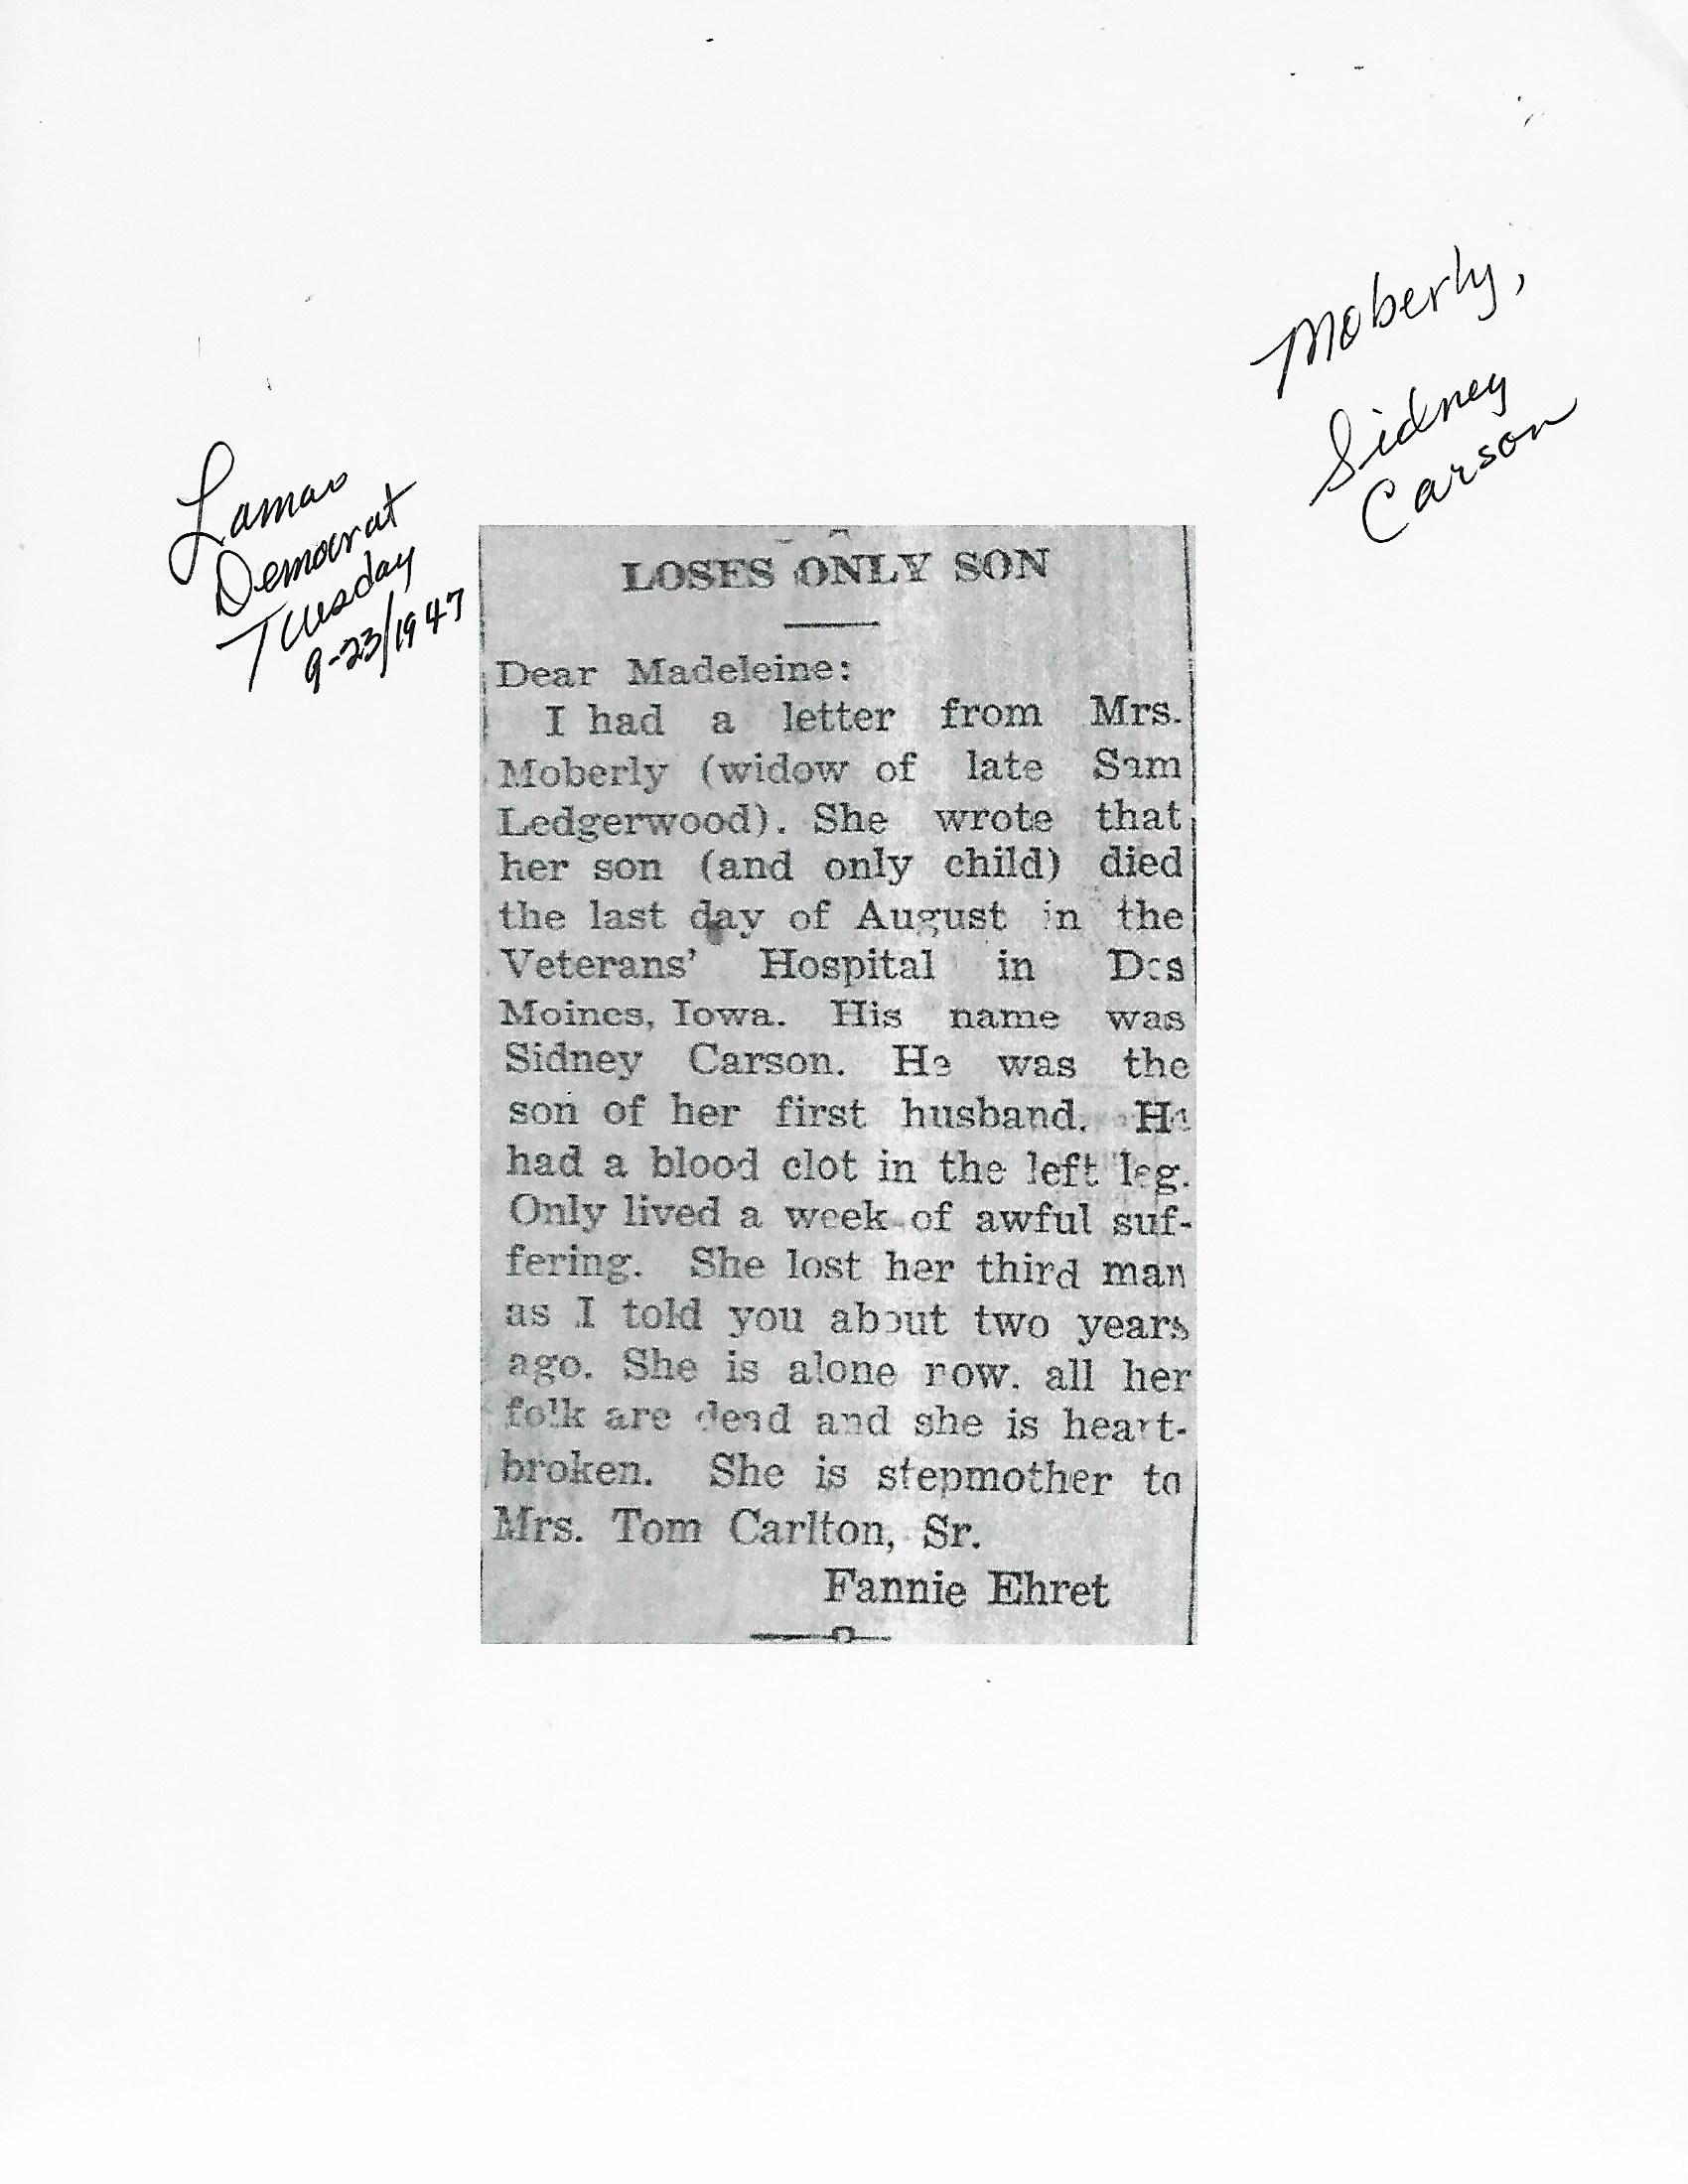 Moberly,
Sidney
Carson
Lamar
Democrat
Tuesday
9-23/1947
LOSES ONLY SON
Dear Madeleine:
I had a letter from Mrs.
Moberly (widow of late Sam
Ledgerwood). She wrote that
her son (and only child) died
the last day of August in the
Veterans' Hospital in Des
Moines, Iowa. His name was
Sidney Carson. He was the
son of her first husband. He
had a blood clot in the left leg.
Only lived a week of awful suf-
fering. She lost her third man
as I told you about two years
ago. She is alone now. all her
folk are dead and she is heart-
broken. She is stepmother to
Mrs. Tom Carlton, Sr.
Fannie Ehret